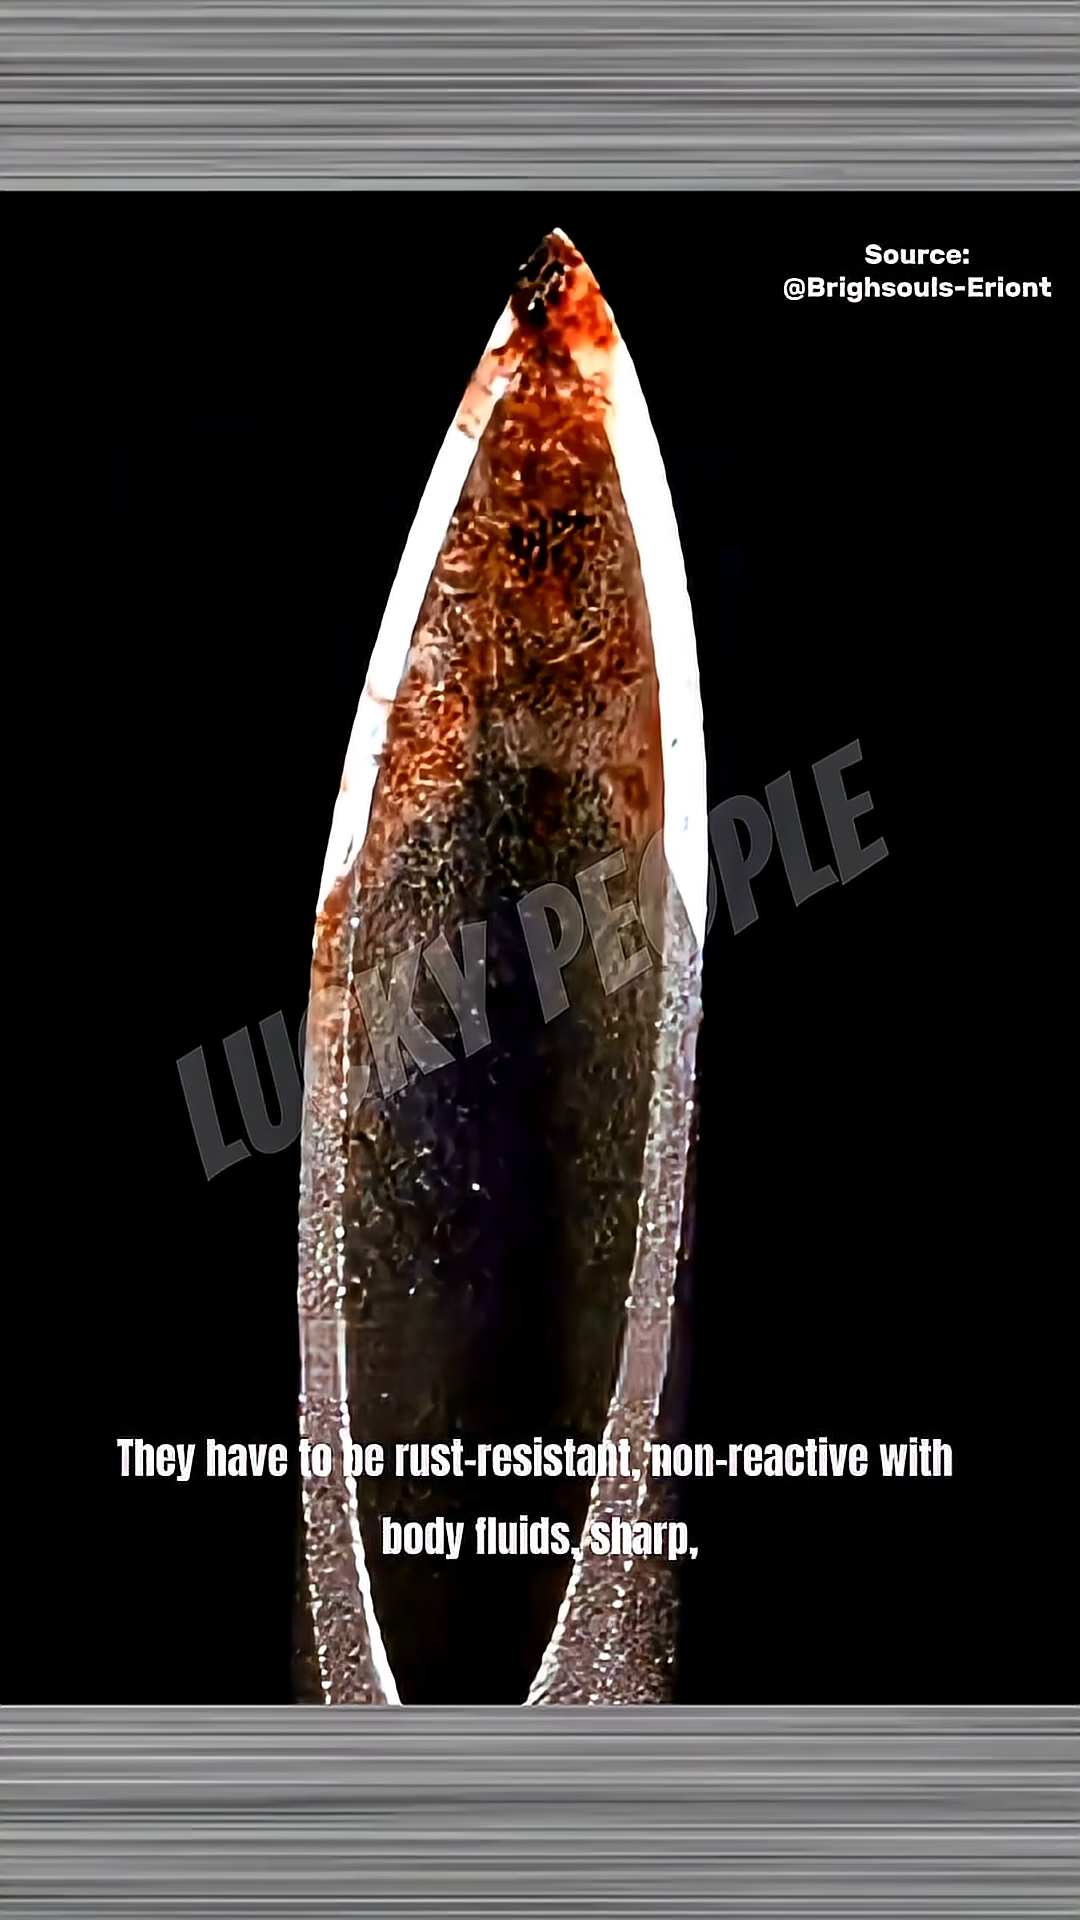 Source:
@Brighsouls-Eriont
LUCKY PEOPLE
They have to be rust-resistant, non-reactive with
body fluids, sharp,